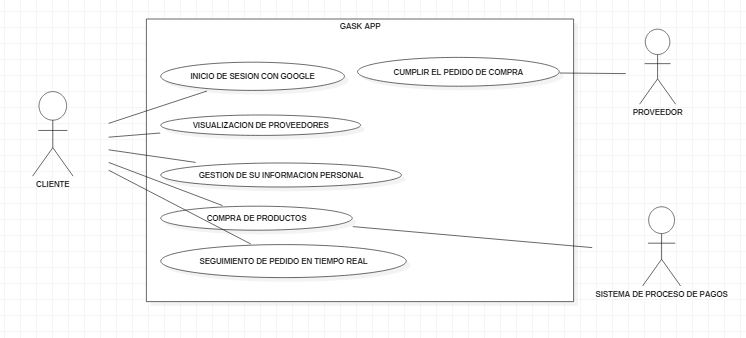 GASK APP
INICIO DE SESION CON GOOGLE
CUMPLIR EL PEDIDO DE COMPRA
PROVEEDOR
VISUALIZACION DE PROVEEDORES
GESTION DE SU INFORMACION PERSONAL
CLIENTE
COMPRA DE PRODUCTOS
SEGUIMIENTO DE PEDIDO EN TIEMPO REAL
SISTEMA DE PROCESO DE PAGOS